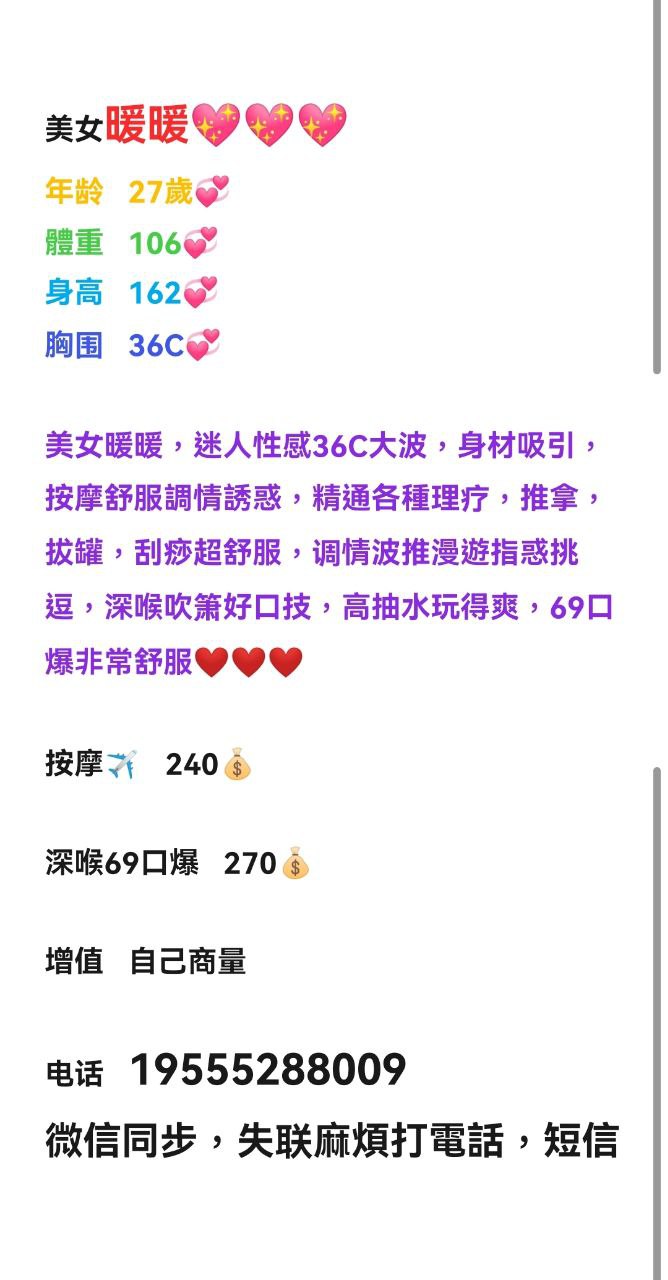 美女暖暖💖💖💖
年龄 27歲💞
體重 106💞
身高 162💞
胸围 36C💞
美女暖暖，迷人性感36C大波，身材吸引，
按摩舒服調情誘惑，精通各種理疗，推拿，
拔罐，刮痧超舒服，调情波推漫遊指惑挑
逗，深喉吹箫好口技，高抽水玩得爽，69口
爆非常舒服❤️❤️❤️
按摩✈️ 240💰
深喉69口爆 270💰
增值 自己商量
电话 19555288009
微信同步，失联麻煩打電話，短信